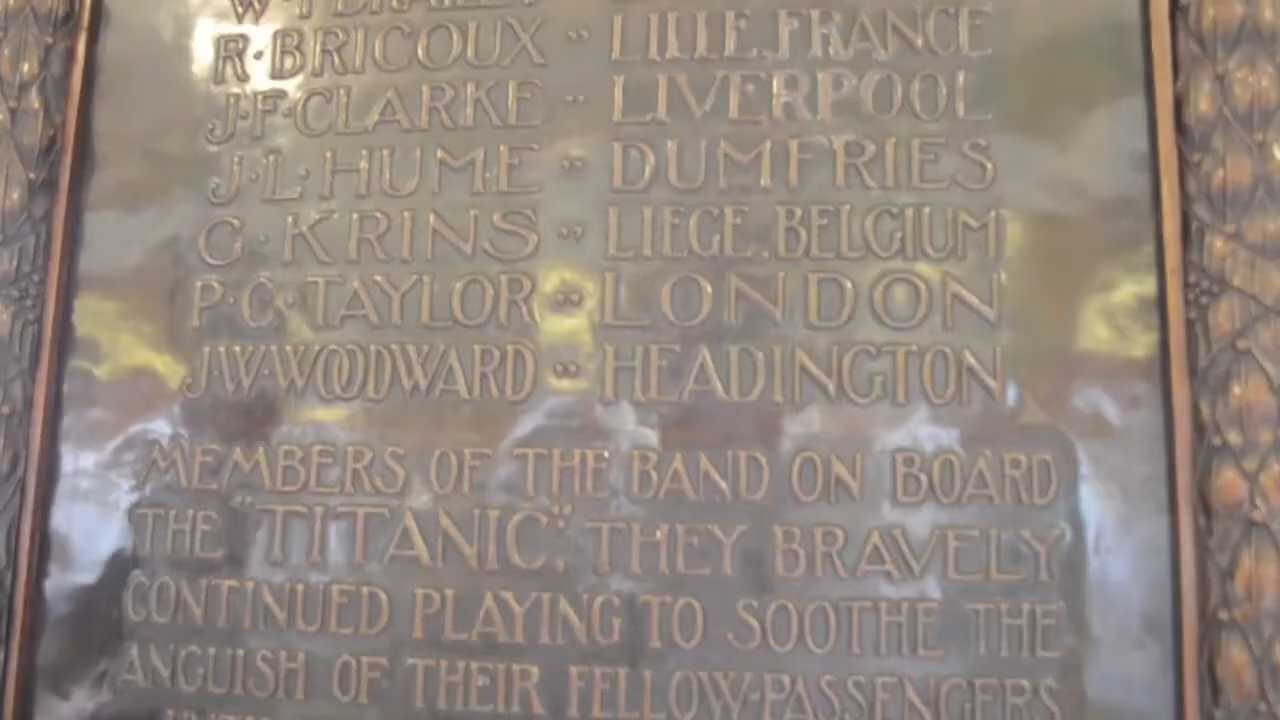 R·BRICOUX " LILLE, FRANCE
J·F·CLARKE " LIVERPOOL
J·L·HUME " DUMFRIES
G·KRINS " LIEGE, BELGIUM
P·C·TAYLOR " LONDON
J·W·WOODWARD " HEADINGTON
MEMBERS OF THE BAND ON BOARD
THE "TITANIC". THEY BRAVELY
CONTINUED PLAYING TO SOOTHE THE
ANGUISH OF THEIR FELLOW-PASSENGERS